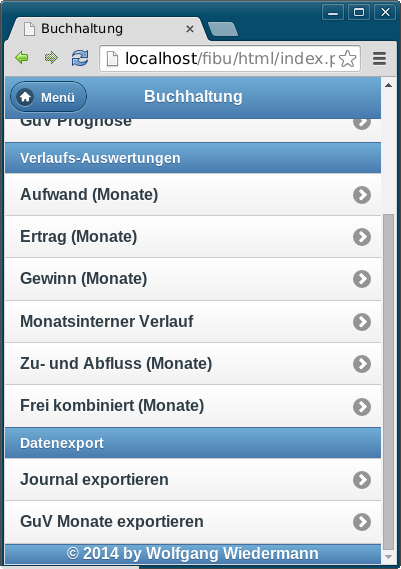 Buchhaltung
localhost/fibu/html/index.p
Menü
Buchhaltung
GuV Prognose
Verlaufs-Auswertungen
Aufwand (Monate)
Ertrag (Monate)
Gewinn (Monate)
Monatsinterner Verlauf
Zu- und Abfluss (Monate)
Frei kombiniert (Monate)
Datenexport
Journal exportieren
GuV Monate exportieren
© 2014 by Wolfgang Wiedermann